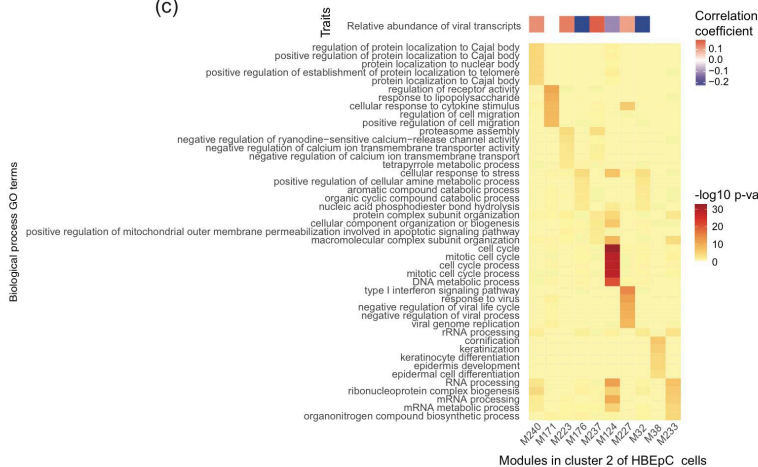 (c)
Traits
Relative abundance of viral transcripts
Correlation
coefficient
0.1
0.0
−0.1
−0.2
Biological process GO terms
regulation of protein localization to Cajal body
positive regulation of protein localization to Cajal body
protein localization to nuclear body
positive regulation of establishment of protein localization to telomere
protein localization to Cajal body
regulation of receptor activity
response to lipopolysaccharide
cellular response to cytokine stimulus
regulation of cell migration
positive regulation of cell migration
proteasome assembly
negative regulation of ryanodine−sensitive calcium−release channel activity
negative regulation of calcium ion transmembrane transporter activity
negative regulation of calcium ion transmembrane transport
tetrapyrrole metabolic process
cellular response to stress
positive regulation of cellular amine metabolic process
aromatic compound catabolic process
organic cyclic compound catabolic process
nucleic acid phosphodiester bond hydrolysis
protein complex subunit organization
cellular component organization or biogenesis
positive regulation of mitochondrial outer membrane permeabilization involved in apoptotic signaling pathway
macromolecular complex subunit organization
cell cycle
mitotic cell cycle
cell cycle process
mitotic cell cycle process
DNA metabolic process
type I interferon signaling pathway
response to virus
negative regulation of viral life cycle
negative regulation of viral process
viral genome replication
rRNA processing
cornification
keratinization
keratinocyte differentiation
epidermis development
epidermal cell differentiation
RNA processing
ribonucleoprotein complex biogenesis
mRNA processing
mRNA metabolic process
organonitrogen compound biosynthetic process
-log10 p-va
30
20
10
0
M240 M171 M223 M176 M237 M124 M227 M32 M38 M233
Modules in cluster 2 of HBEpC cells